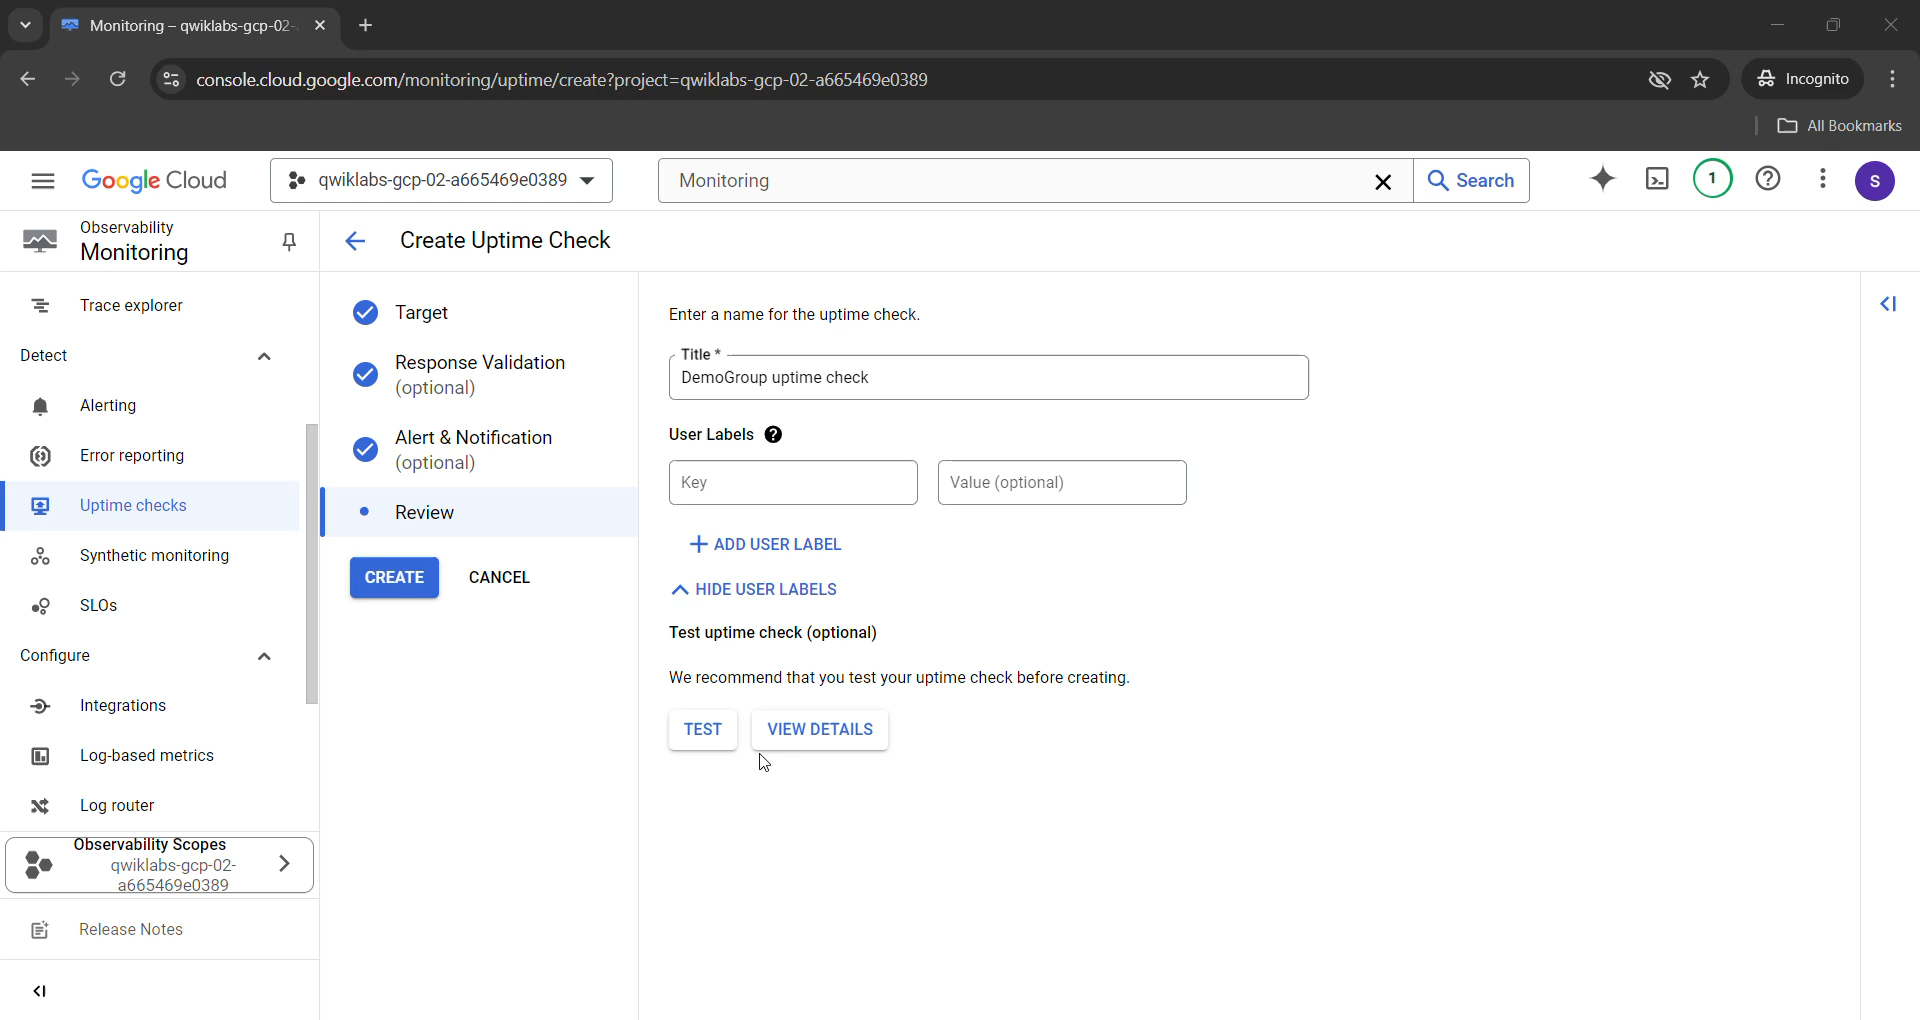 Monitoring – qwiklabs-gcp-02-
console.cloud.google.com/monitoring/uptime/create?project=qwiklabs-gcp-02-a665469e0389
Incognito
All Bookmarks
Google Cloud
qwiklabs-gcp-02-a665469e0389
Monitoring
Search
1
S
Observability
Monitoring
Create Uptime Check
Trace explorer
Detect
Alerting
Error reporting
Uptime checks
Synthetic monitoring
SLOs
Configure
Integrations
Log-based metrics
Log router
Observability Scopes
qwiklabs-gcp-02-
a665469e0389
Release Notes
Target
Response Validation
(optional)
Alert & Notification
(optional)
Review
CREATE
CANCEL
Enter a name for the uptime check.
Title *
DemoGroup uptime check
User Labels
Key
Value (optional)
ADD USER LABEL
HIDE USER LABELS
Test uptime check (optional)
We recommend that you test your uptime check before creating.
TEST
VIEW DETAILS